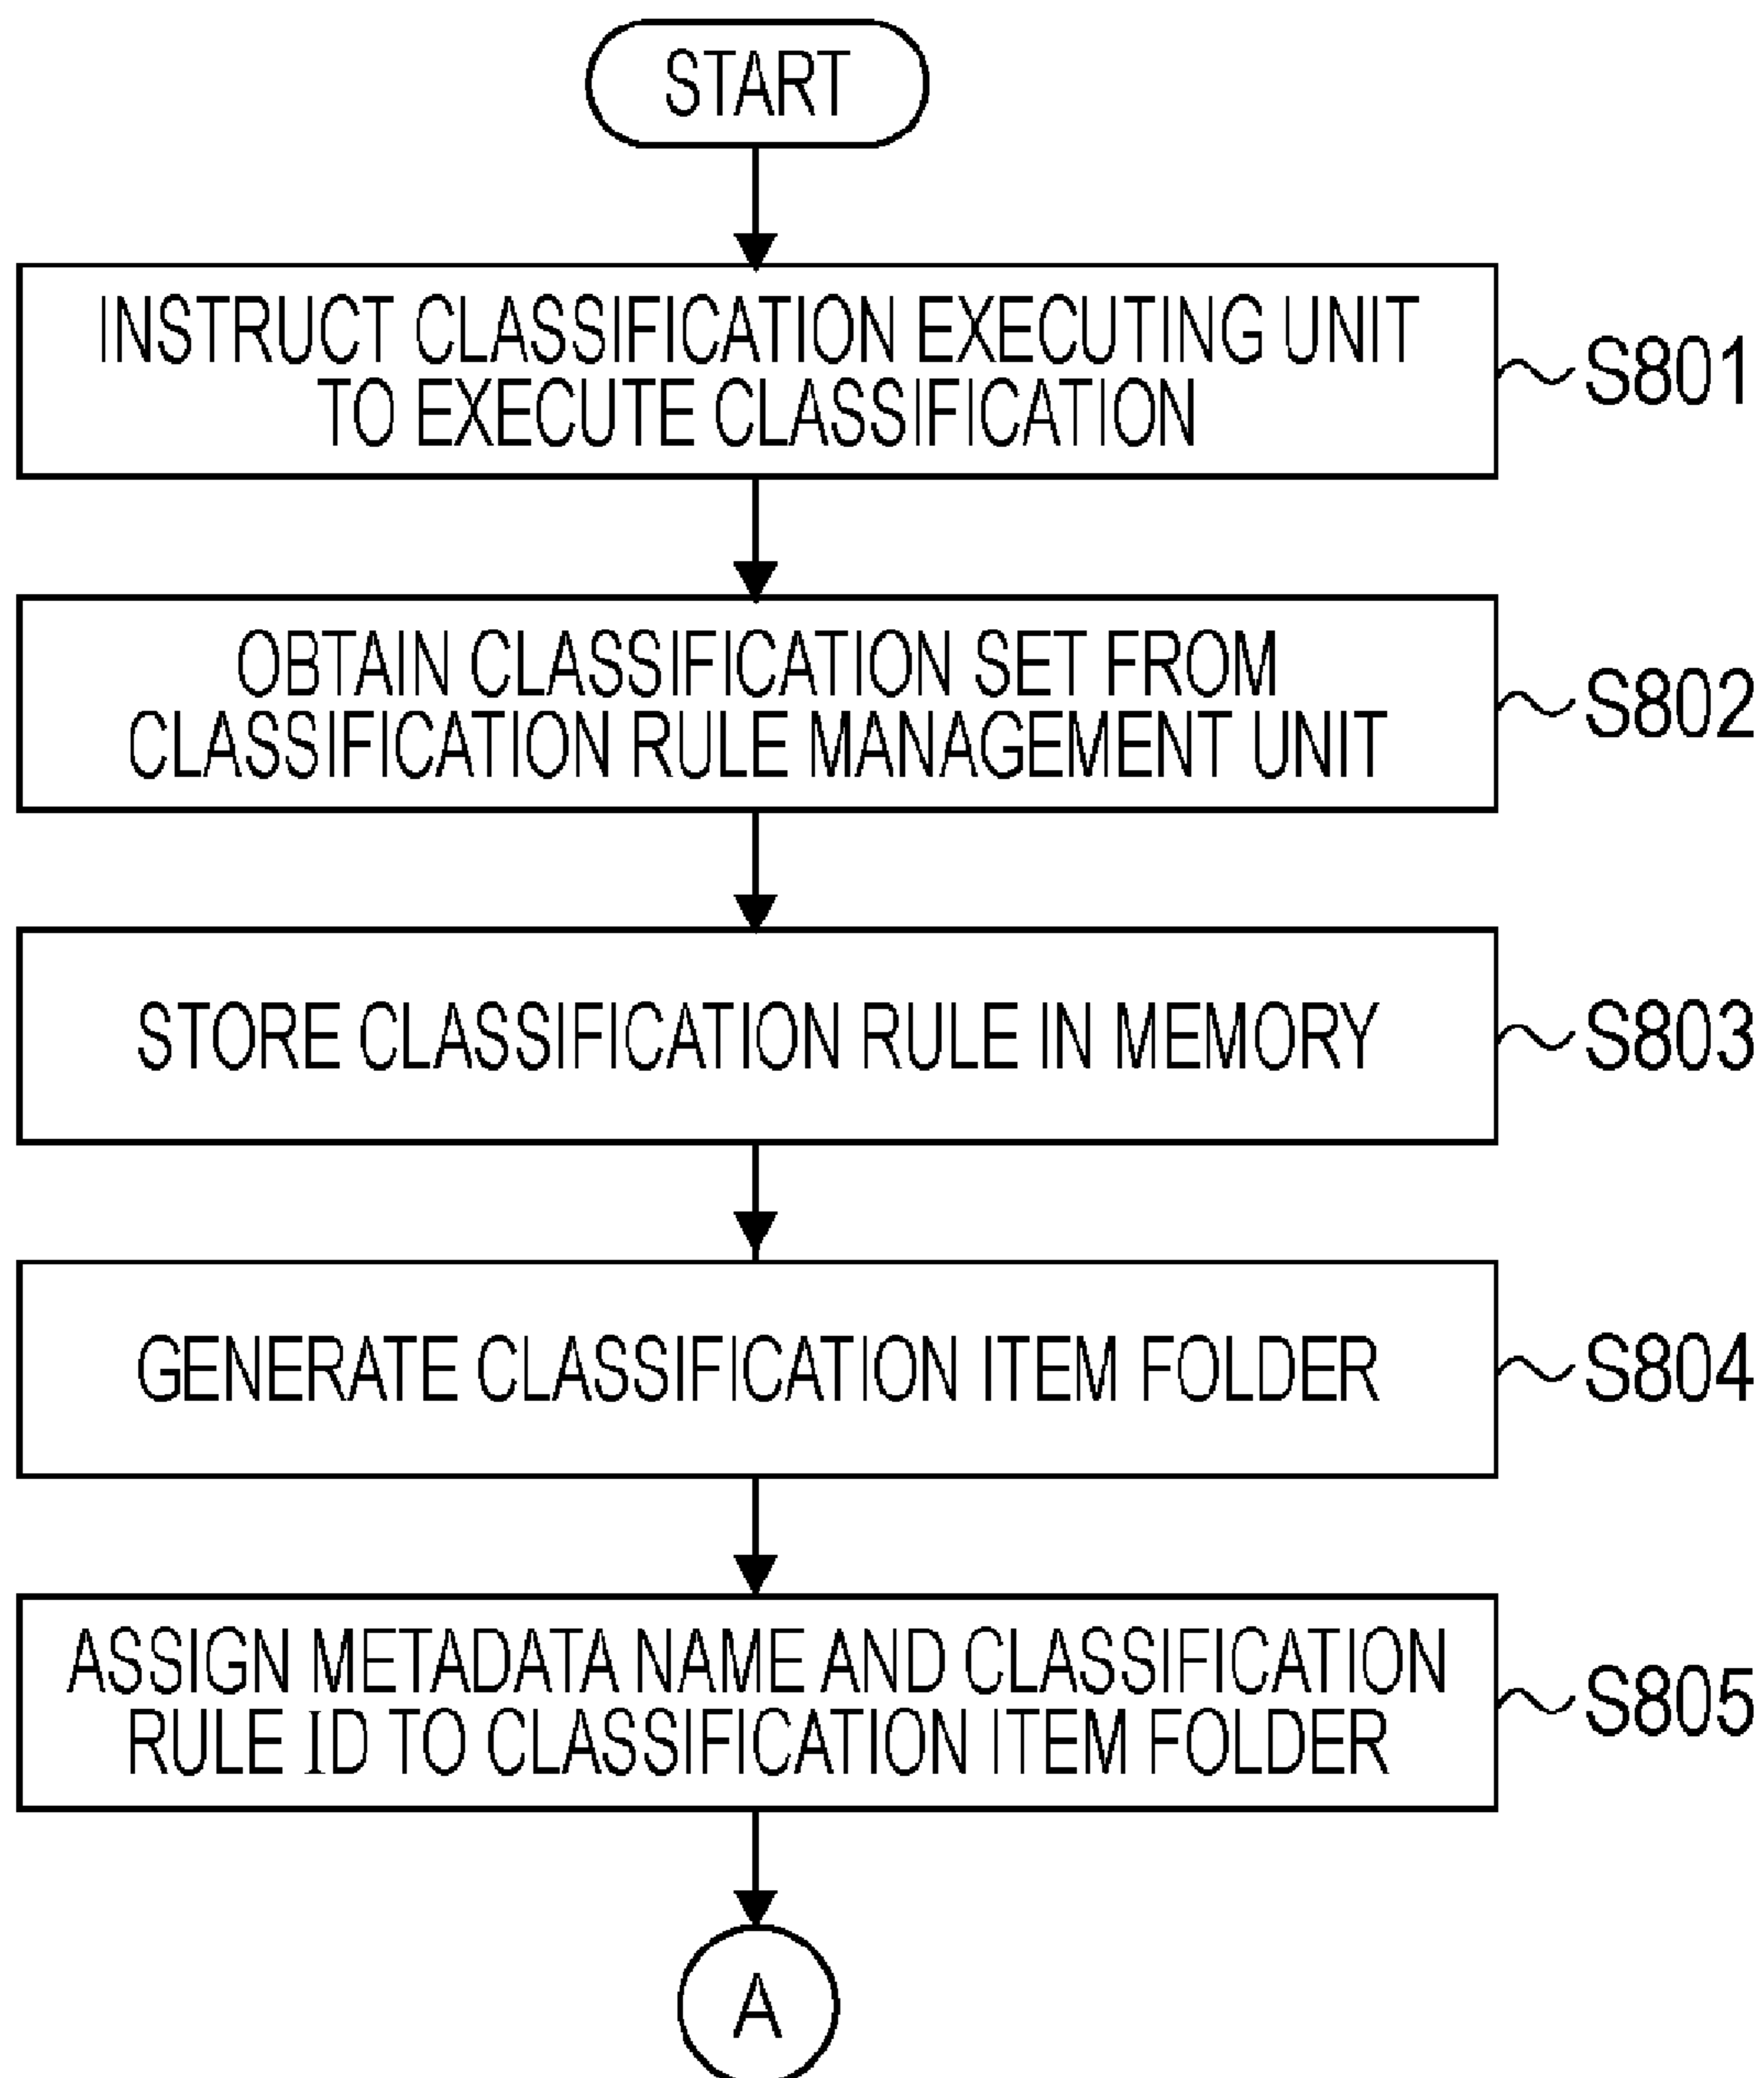 START
INSTRUCT CLASSIFICATION EXECUTING UNIT
TO EXECUTE CLASSIFICATION
S801
OBTAIN CLASSIFICATION SET FROM
CLASSIFICATION RULE MANAGEMENT UNIT
S802
STORE CLASSIFICATION RULE IN MEMORY
S803
GENERATE CLASSIFICATION ITEM FOLDER
S804
ASSIGN METADATA NAME AND CLASSIFICATION
RULE ID TO CLASSIFICATION ITEM FOLDER
S805
A